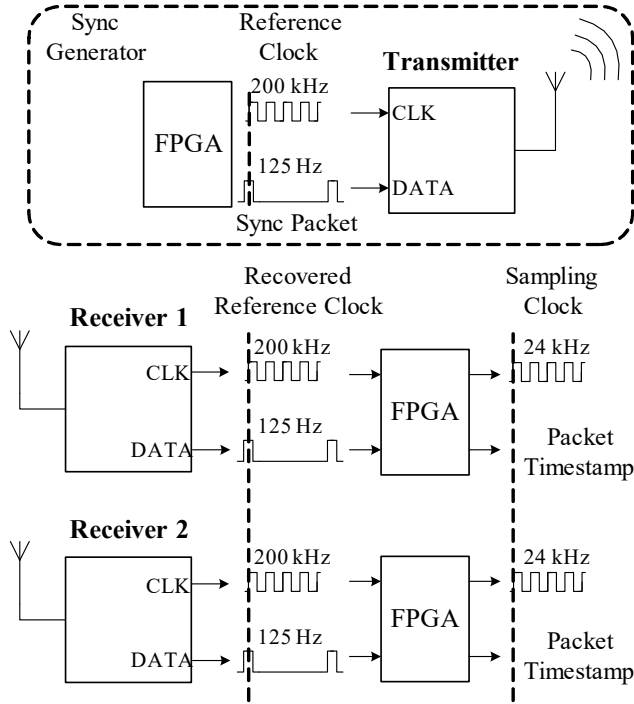 Sync
Generator
Reference
Clock
Transmitter
200 kHz
FPGA
CLK
125 Hz
DATA
Sync Packet
Recovered
Reference Clock
Sampling
Clock
Receiver 1
CLK
200 kHz
24 kHz
FPGA
DATA
125 Hz
Packet
Timestamp
Receiver 2
CLK
200 kHz
24 kHz
FPGA
DATA
125 Hz
Packet
Timestamp